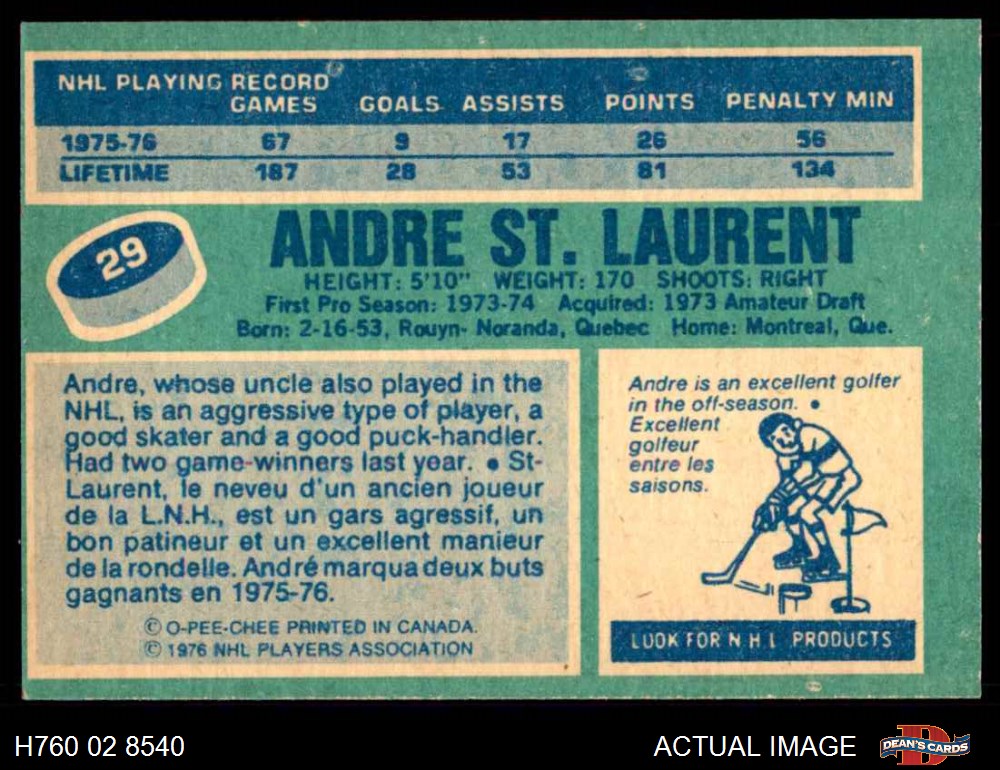 NHL PLAYING RECORD
GAMES GOALS ASSISTS POINTS PENALTY MIN
1975-76 67 9 17 26 56
LIFETIME 187 28 53 81 134
29
ANDRE ST. LAURENT
HEIGHT: 5'10" WEIGHT: 170 SHOOTS: RIGHT
First Pro Season: 1973-74 Acquired: 1973 Amateur Draft
Born: 2-16-53, Rouyn- Noranda, Quebec Home: Montreal, Que.
Andre, whose uncle also played in the
NHL, is an aggressive type of player, a
good skater and a good puck-handler.
Had two game-winners last year. • St-
Laurent, le neveu d'un ancien joueur
de la L.N.H., est un gars agressif, un
bon patineur et un excellent manieur
de la rondelle. André marqua deux buts
gagnants en 1975-76.
© O-PEE-CHEE PRINTED IN CANADA.
© 1976 NHL PLAYERS ASSOCIATION
Andre is an excellent golfer
in the off-season. •
Excellent
golfeur
entre les
saisons.
LOOK FOR N H L PRODUCTS
H760 02 8540
ACTUAL IMAGE
D
DEAN'S CARDS